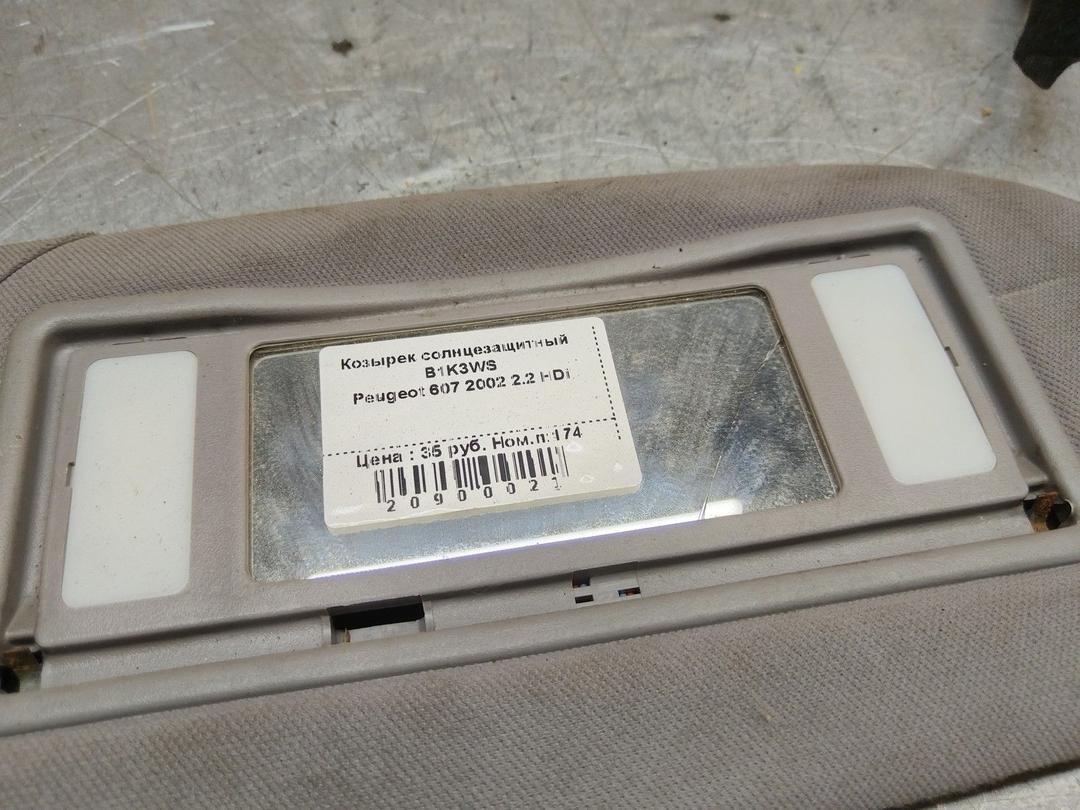 Козырек солнцезащитный
B1K3WS
Peugeot 607 2002 2.2 HDi
Цена : 35 руб. Ном.п:174
20900021